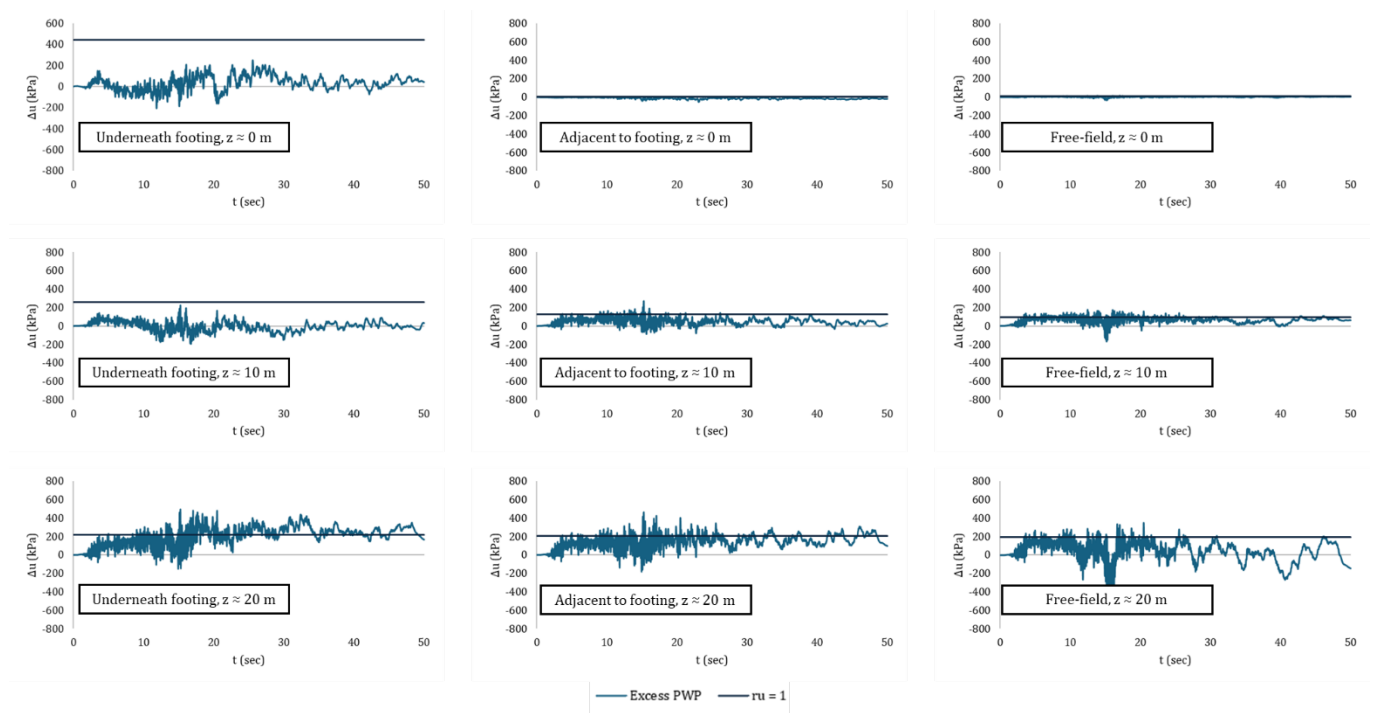 600
400
200
0
-200
-400
-600
-800
Δu (kPa)
Underneath footing, z ≈ 0 m
0 10 20 30 40 50
t (sec)
800
600
400
200
0
-200
-400
-600
-800
Δu (kPa)
Adjacent to footing, z ≈ 0 m
0 10 20 30 40 50
t (sec)
800
600
400
200
0
-200
-400
-600
-800
Δu (kPa)
Free-field, z ≈ 0 m
0 10 20 30 40 50
t (sec)
800
600
400
200
0
-200
-400
-600
-800
Δu (kPa)
Underneath footing, z ≈ 10 m
0 10 20 30 40 50
t (sec)
800
600
400
200
0
-200
-400
-600
-800
Δu (kPa)
Adjacent to footing, z ≈ 10 m
0 10 20 30 40 50
t (sec)
800
600
400
200
0
-200
-400
-600
-800
Δu (kPa)
Free-field, z ≈ 10 m
0 10 20 30 40 50
t (sec)
800
600
400
200
0
-200
-400
-600
-800
Δu (kPa)
Underneath footing, z ≈ 20 m
0 10 20 30 40 50
t (sec)
800
600
400
200
0
-200
-400
-600
-800
Δu (kPa)
Adjacent to footing, z ≈ 20 m
0 10 20 30 40 50
t (sec)
800
600
400
200
0
-200
-400
-600
-800
Δu (kPa)
Free-field, z ≈ 20 m
0 10 20 30 40 50
t (sec)
Excess PWP ru = 1